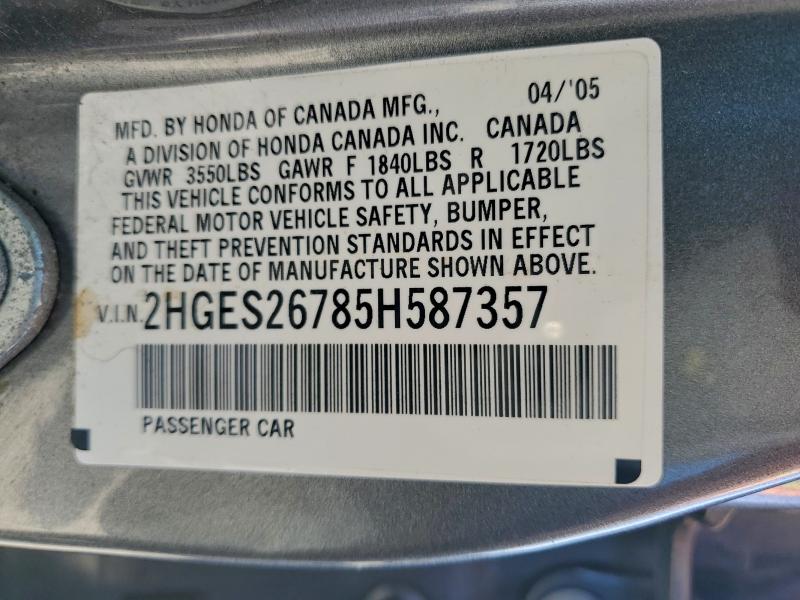 MFD. BY HONDA OF CANADA MFG., 04/'05
A DIVISION OF HONDA CANADA INC. CANADA
GVWR 3550LBS GAWR F 1840LBS R 1720LBS
THIS VEHICLE CONFORMS TO ALL APPLICABLE
FEDERAL MOTOR VEHICLE SAFETY, BUMPER,
AND THEFT PREVENTION STANDARDS IN EFFECT
ON THE DATE OF MANUFACTURE SHOWN ABOVE.
V.I.N. 2HGES26785H587357
PASSENGER CAR